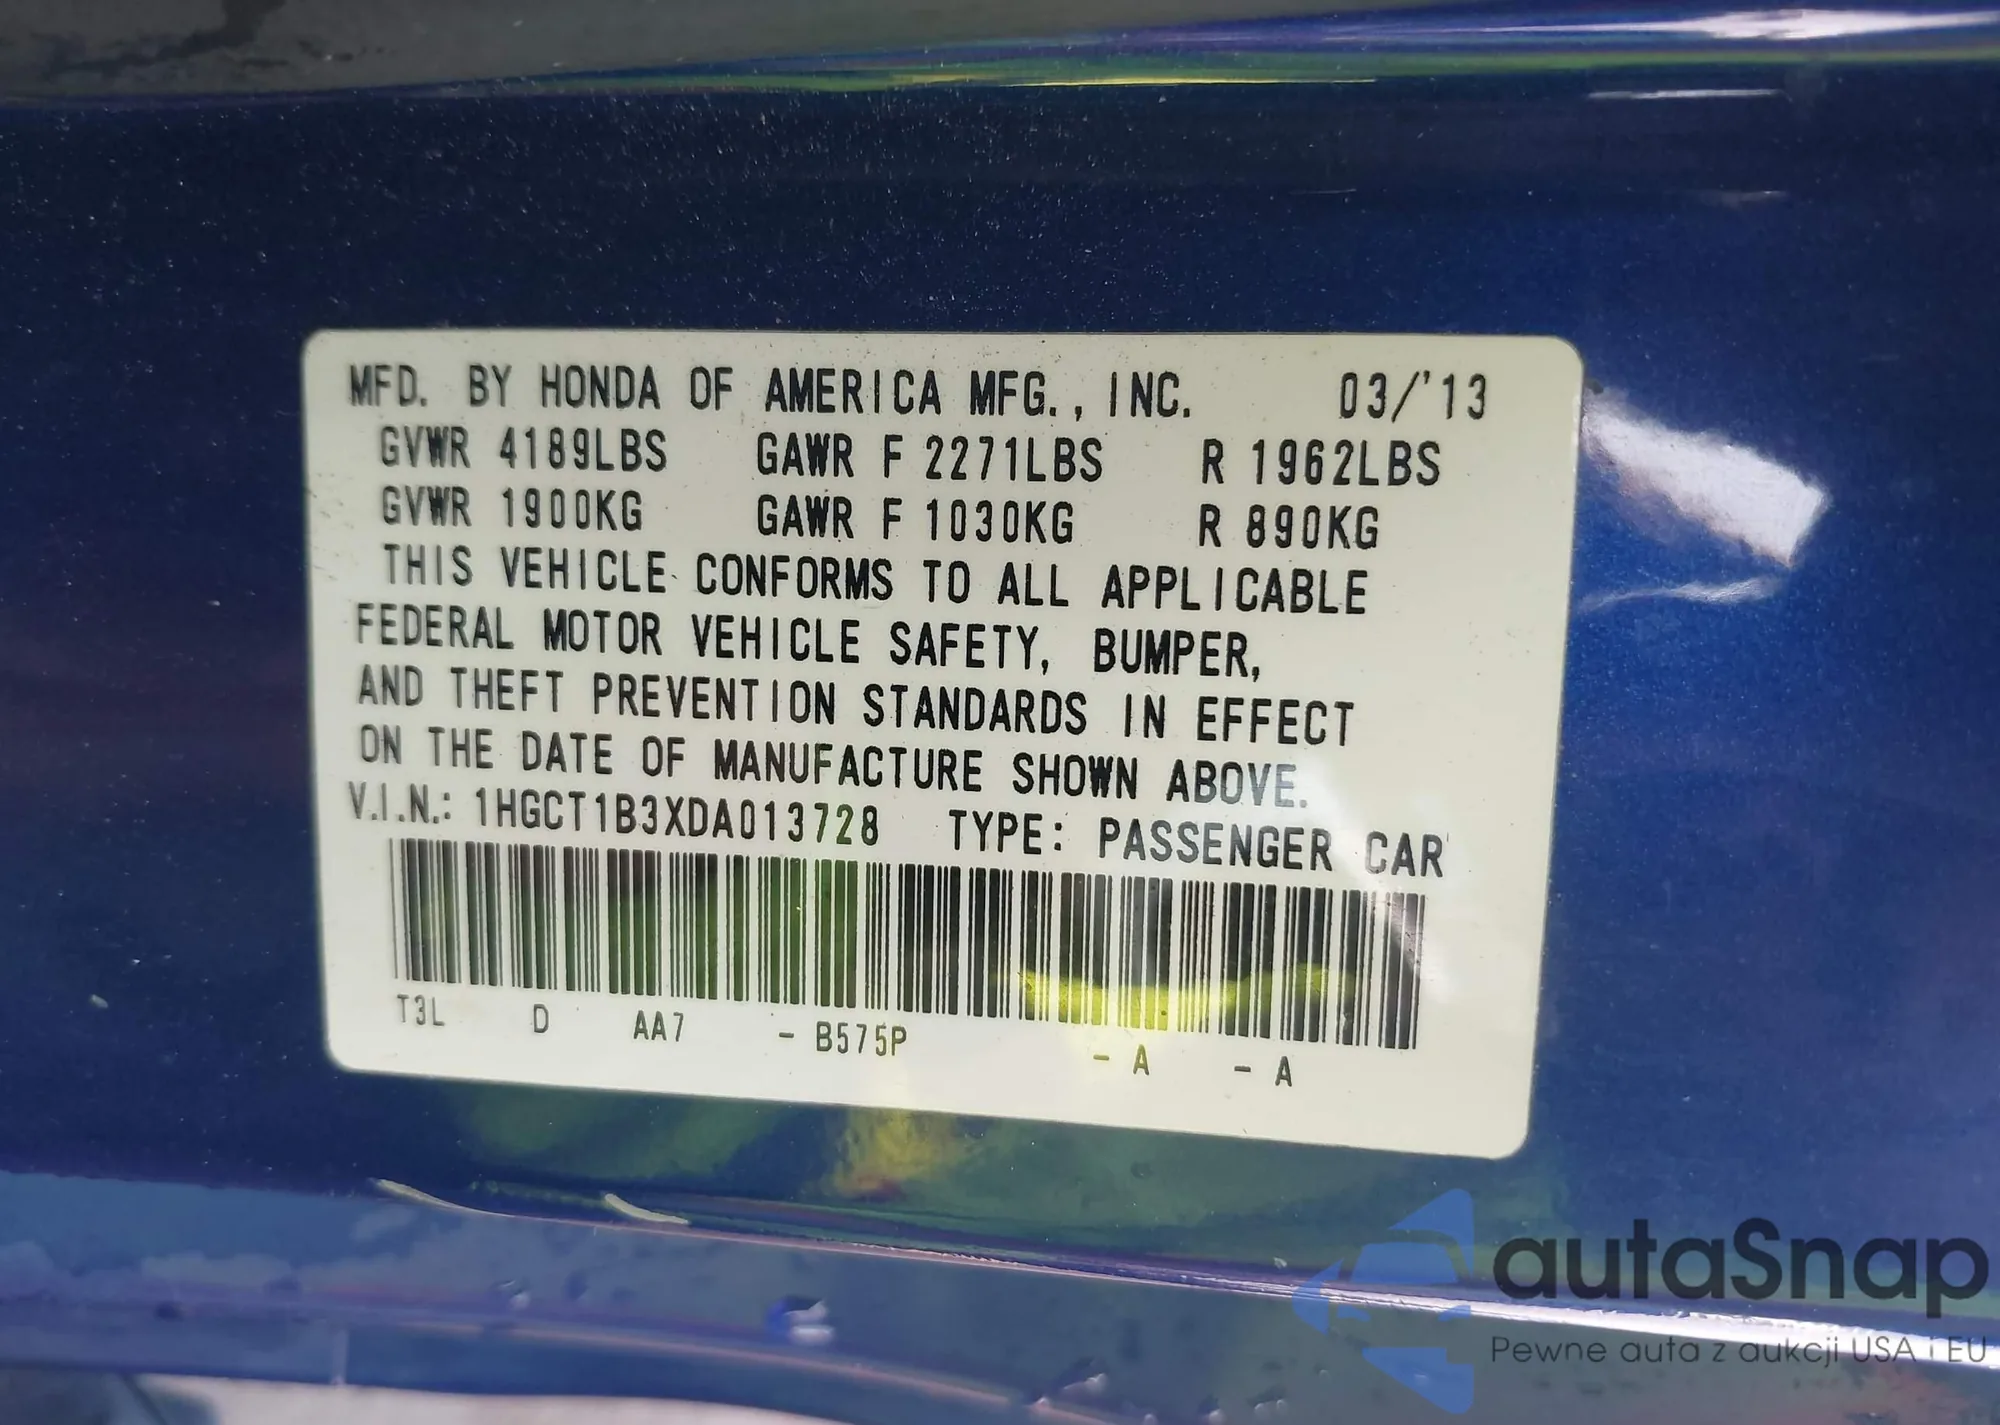 MFD. BY HONDA OF AMERICA MFG., INC. 03/'13
GVWR 4189LBS GAWR F 2271LBS R 1962LBS
GVWR 1900KG GAWR F 1030KG R 890KG
THIS VEHICLE CONFORMS TO ALL APPLICABLE
FEDERAL MOTOR VEHICLE SAFETY, BUMPER,
AND THEFT PREVENTION STANDARDS IN EFFECT
ON THE DATE OF MANUFACTURE SHOWN ABOVE.
V.I.N.: 1HGCT1B3XDA013728 TYPE: PASSENGER CAR
T3L D AA7 - B575P - A - A
autaSnap
Pewne auta z aukcji USA i EU